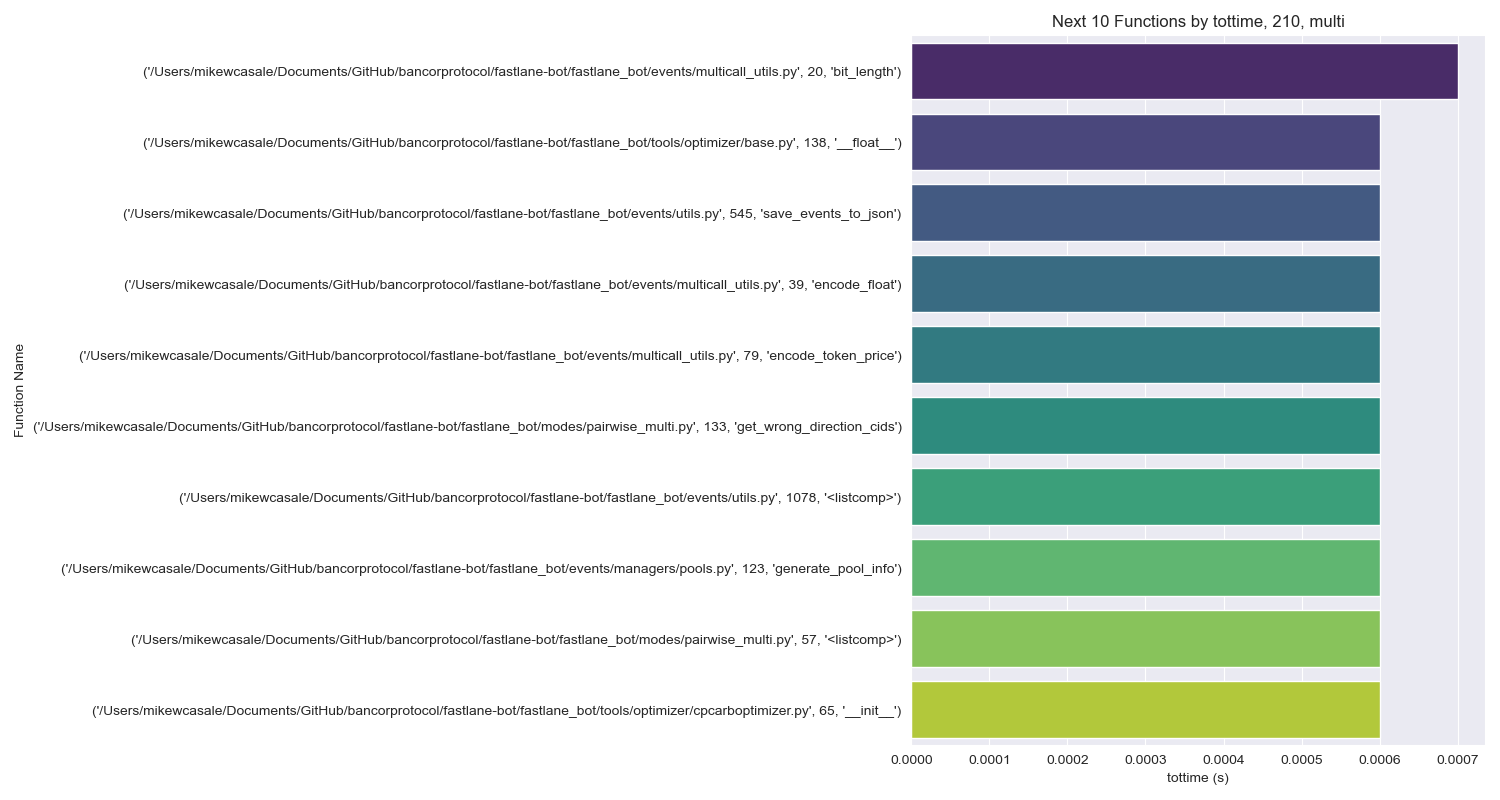 Next 10 Functions by tottime, 210, multi
('/Users/mikewcasale/Documents/GitHub/bancorprotocol/fastlane-bot/fastlane_bot/events/multicall_utils.py', 20, 'bit_length')
('/Users/mikewcasale/Documents/GitHub/bancorprotocol/fastlane-bot/fastlane_bot/tools/optimizer/base.py', 138, '__float__')
('/Users/mikewcasale/Documents/GitHub/bancorprotocol/fastlane-bot/fastlane_bot/events/utils.py', 545, 'save_events_to_json')
('/Users/mikewcasale/Documents/GitHub/bancorprotocol/fastlane-bot/fastlane_bot/events/multicall_utils.py', 39, 'encode_float')
('/Users/mikewcasale/Documents/GitHub/bancorprotocol/fastlane-bot/fastlane_bot/events/multicall_utils.py', 79, 'encode_token_price')
('/Users/mikewcasale/Documents/GitHub/bancorprotocol/fastlane-bot/fastlane_bot/modes/pairwise_multi.py', 133, 'get_wrong_direction_cids')
('/Users/mikewcasale/Documents/GitHub/bancorprotocol/fastlane-bot/fastlane_bot/events/utils.py', 1078, '<listcomp>')
('/Users/mikewcasale/Documents/GitHub/bancorprotocol/fastlane-bot/fastlane_bot/events/managers/pools.py', 123, 'generate_pool_info')
('/Users/mikewcasale/Documents/GitHub/bancorprotocol/fastlane-bot/fastlane_bot/modes/pairwise_multi.py', 57, '<listcomp>')
('/Users/mikewcasale/Documents/GitHub/bancorprotocol/fastlane-bot/fastlane_bot/tools/optimizer/cpcarboptimizer.py', 65, '__init__')
Function Name
0.0000 0.0001 0.0002 0.0003 0.0004 0.0005 0.0006 0.0007
tottime (s)